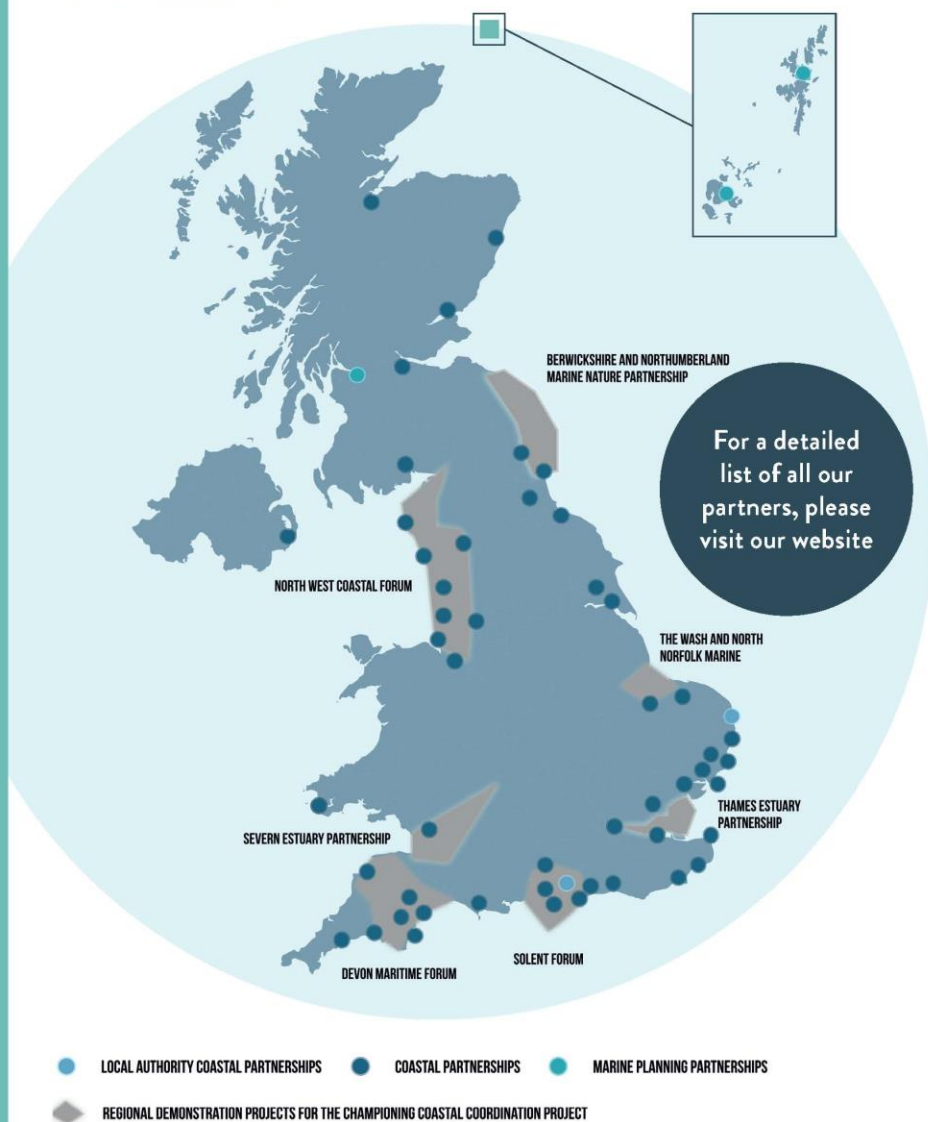 BERWICKSHIRE AND NORTHUMBERLAND
MARINE NATURE PARTNERSHIP
For a detailed
list of all our
partners, please
visit our website
NORTH WEST COASTAL FORUM
THE WASH AND NORTH
NORFOLK MARINE
THAMES ESTUARY
PARTNERSHIP
SEVERN ESTUARY PARTNERSHIP
SOLENT FORUM
DEVON MARITIME FORUM
LOCAL AUTHORITY COASTAL PARTNERSHIPS
COASTAL PARTNERSHIPS
MARINE PLANNING PARTNERSHIPS
REGIONAL DEMONSTRATION PROJECTS FOR THE CHAMPIONING COASTAL COORDINATION PROJECT